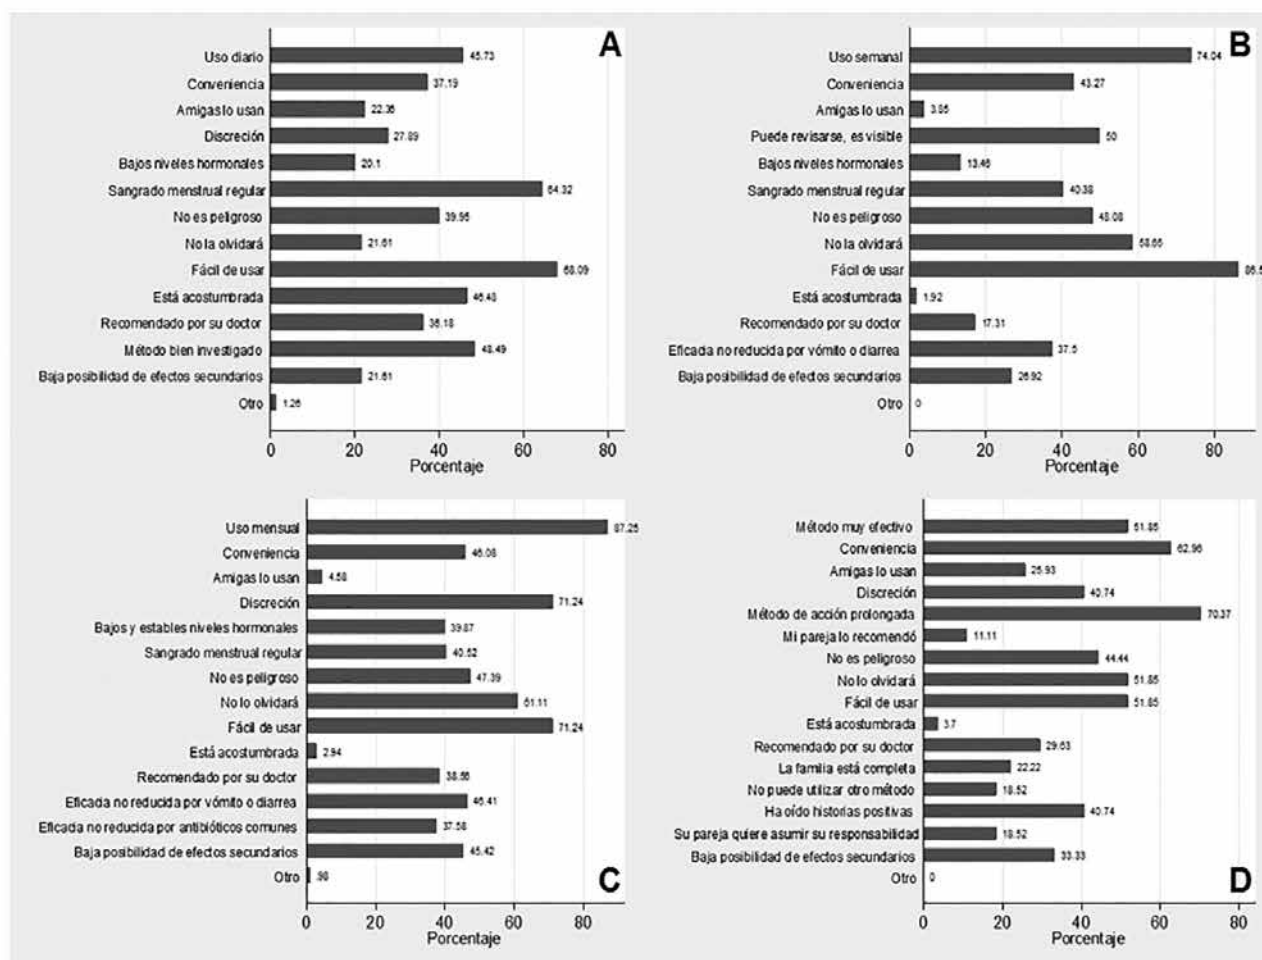 A
Uso diario 45.73
Conveniencia 37.19
Amigas lo usan 22.36
Discreción 27.89
Bajos niveles hormonales 20.1
Sangrado menstrual regular 64.32
No es peligroso 39.95
No la olvidará 21.61
Fácil de usar 68.09
Está acostumbrada 46.48
Recomendado por su doctor 36.18
Método bien investigado 48.49
Baja posibilidad de efectos secundarios 21.61
Otro 1.26
0 20 40 60 80
Porcentaje
B
Uso semanal 74.04
Conveniencia 43.27
Amigas lo usan 3.85
Puede revisarse, es visible 50
Bajos niveles hormonales 13.46
Sangrado menstrual regular 40.38
No es peligroso 48.08
No la olvidará 58.65
Fácil de usar 86.5
Está acostumbrada 1.92
Recomendado por su doctor 17.31
Eficacia no reducida por vómito o diarrea 37.5
Baja posibilidad de efectos secundarios 26.92
Otro 0
0 20 40 60 80
Porcentaje
Uso mensual 87.25
Conveniencia 46.08
Amigas lo usan 4.58
Discreción 71.24
Bajos y estables niveles hormonales 39.87
Sangrado menstrual regular 40.52
No es peligroso 47.39
No lo olvidará 61.11
Fácil de usar 71.24
Está acostumbrada 2.94
Recomendado por su doctor 38.56
Eficacia no reducida por vómito o diarrea 46.41
Eficacia no reducida por antibióticos comunes 37.58
Baja posibilidad de efectos secundarios 45.42
Otro .98
C
0 20 40 60 80
Porcentaje
Método muy efectivo 51.85
Conveniencia 62.96
Amigas lo usan 25.93
Discreción 40.74
Método de acción prolongada 70.37
Mi pareja lo recomendó 11.11
No es peligroso 44.44
No lo olvidará 51.85
Fácil de usar 51.85
Está acostumbrada 3.7
Recomendado por su doctor 29.63
La familia está completa 22.22
No puede utilizar otro método 18.52
Ha oído historias positivas 40.74
Su pareja quiere asumir su responsabilidad 18.52
Baja posibilidad de efectos secundarios 33.33
Otro 0
D
0 20 40 60 80
Porcentaje